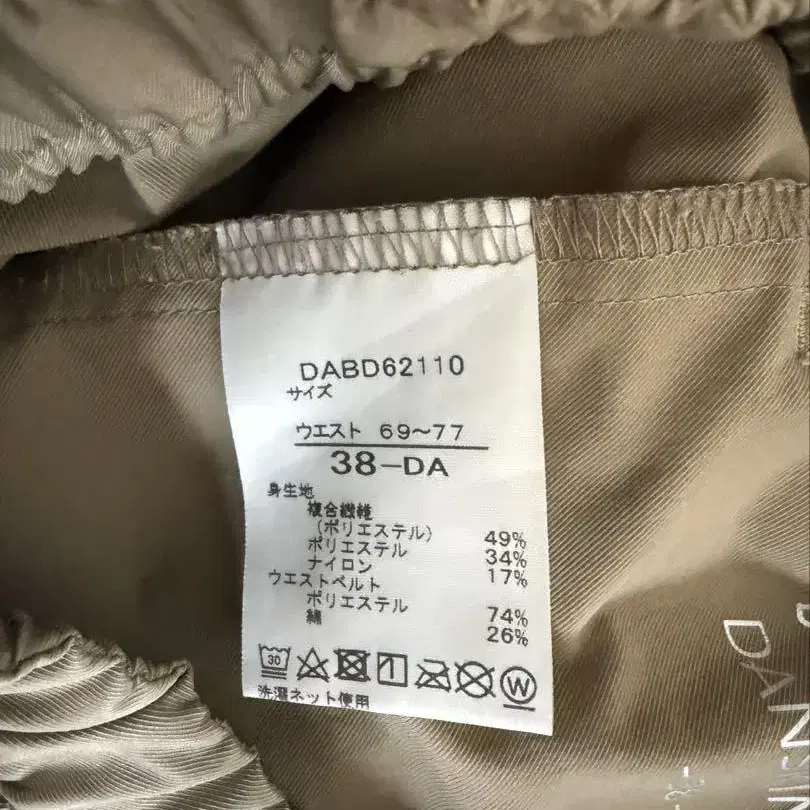 DABD62110
サイズ
ウエスト 69〜77
38-DA
身生地
複合繊維
(ポリエステル) 49%
ポリエステル 34%
ナイロン 17%
ウエストベルト
ポリエステル 74%
綿 26%
30 W
洗濯ネット使用
DA